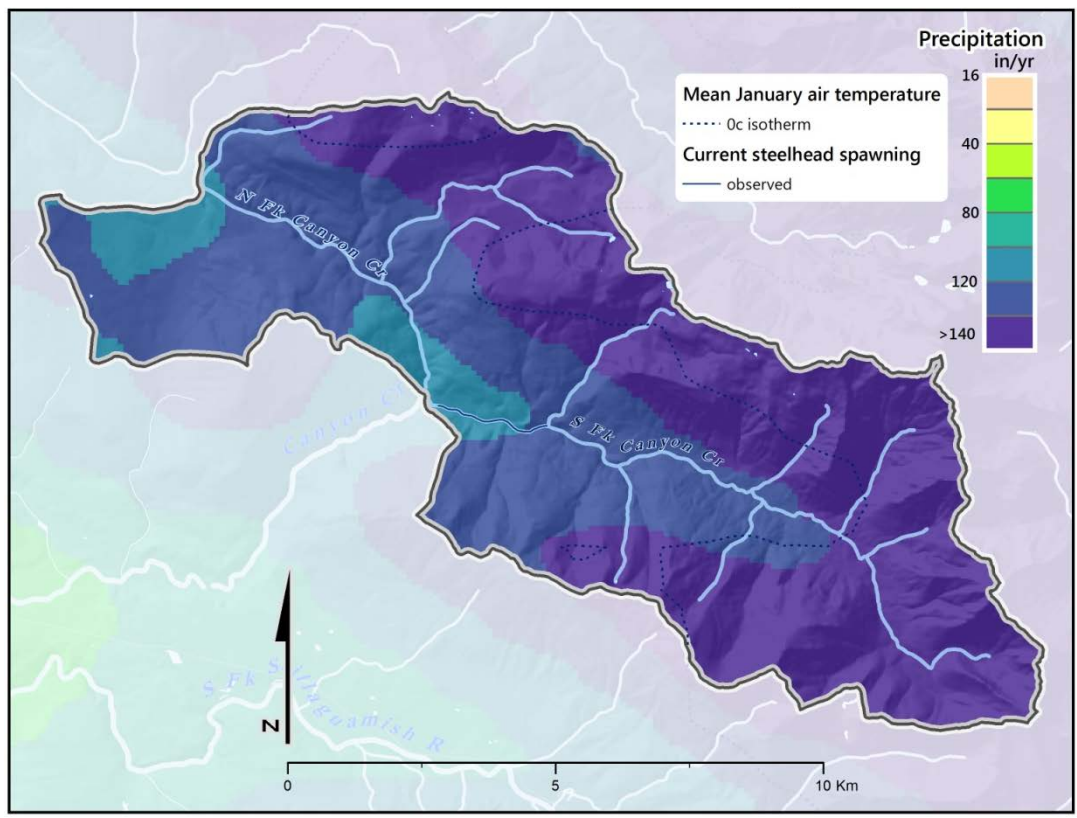 Precipitation
in/yr
16
40
80
120
>140
Mean January air temperature
0c isotherm
Current steelhead spawning
observed
N Fk Canyon Cr
S Fk Canyon Cr
Canyon Cr
S Fk Stillaguamish R
N
0 5 10 Km